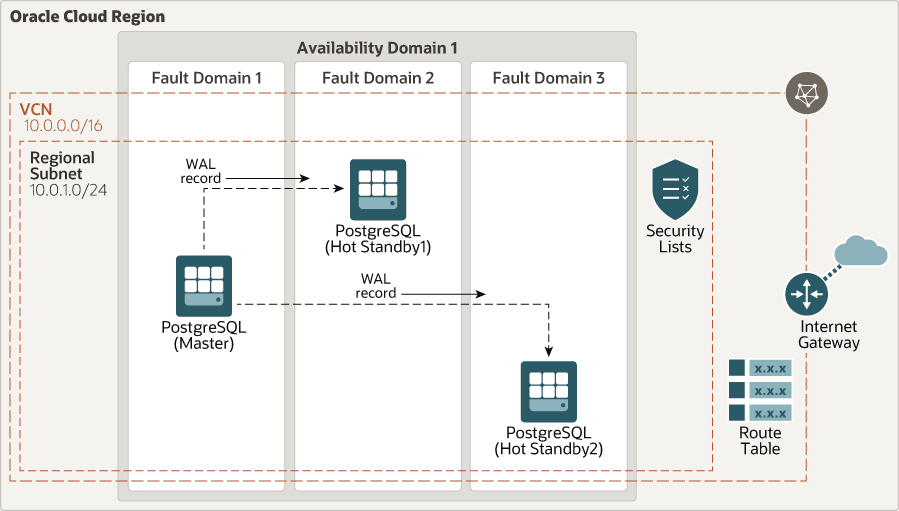 Oracle Cloud Region
Availability Domain 1
Fault Domain 1
Fault Domain 2
Fault Domain 3
VCN
10.0.0.0/16
Regional
Subnet
10.0.1.0/24
WAL
record
PostgreSQL
(Hot Standby1)
Security
Lists
PostgreSQL
(Master)
WAL
record
Internet
Gateway
PostgreSQL
(Hot Standby2)
x.x.x
x.x.x
x.x.x
Route
Table